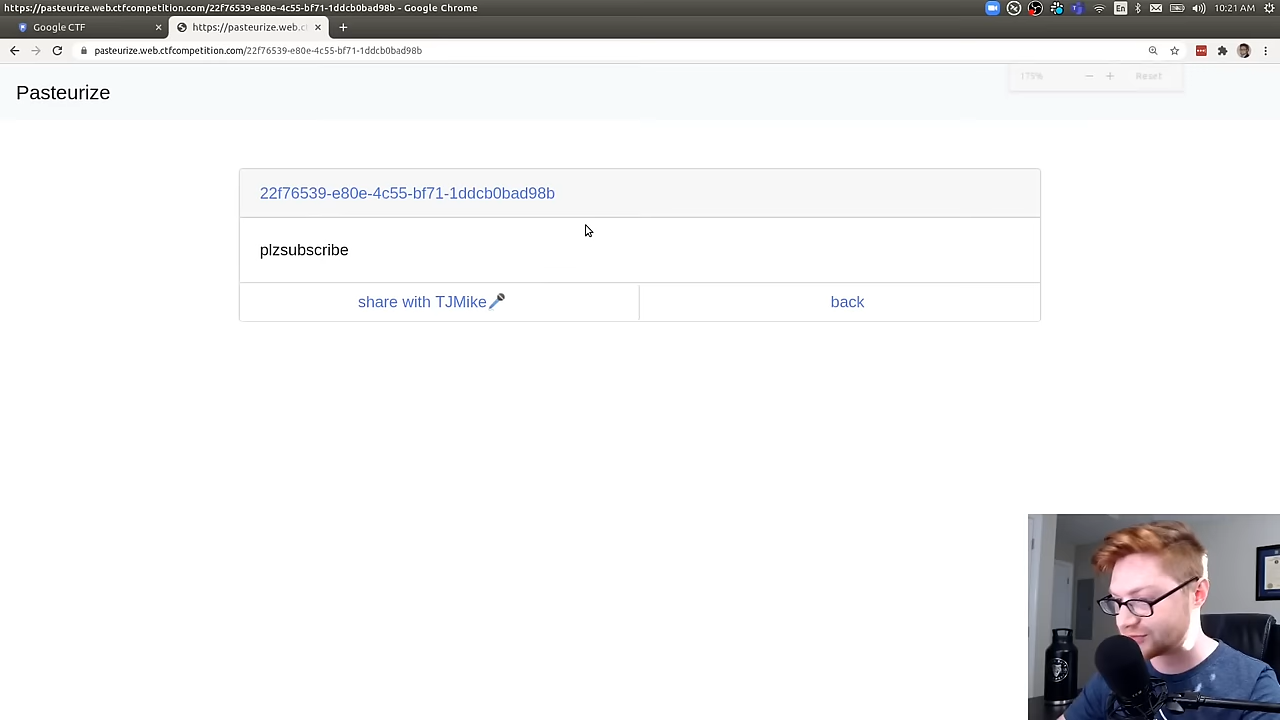 https://pasteurize.web.ctfcompetition.com/22f76539-e80e-4c55-bf71-1ddcb0bad98b - Google Chrome
En
10:21 AM
Google CTF
https://pasteurize.web.c
pasteurize.web.ctfcompetition.com/22f76539-e80e-4c55-bf71-1ddcb0bad98b
175%
Reset
Pasteurize
22f76539-e80e-4c55-bf71-1ddcb0bad98b
plzsubscribe
share with TJMike🎤
back